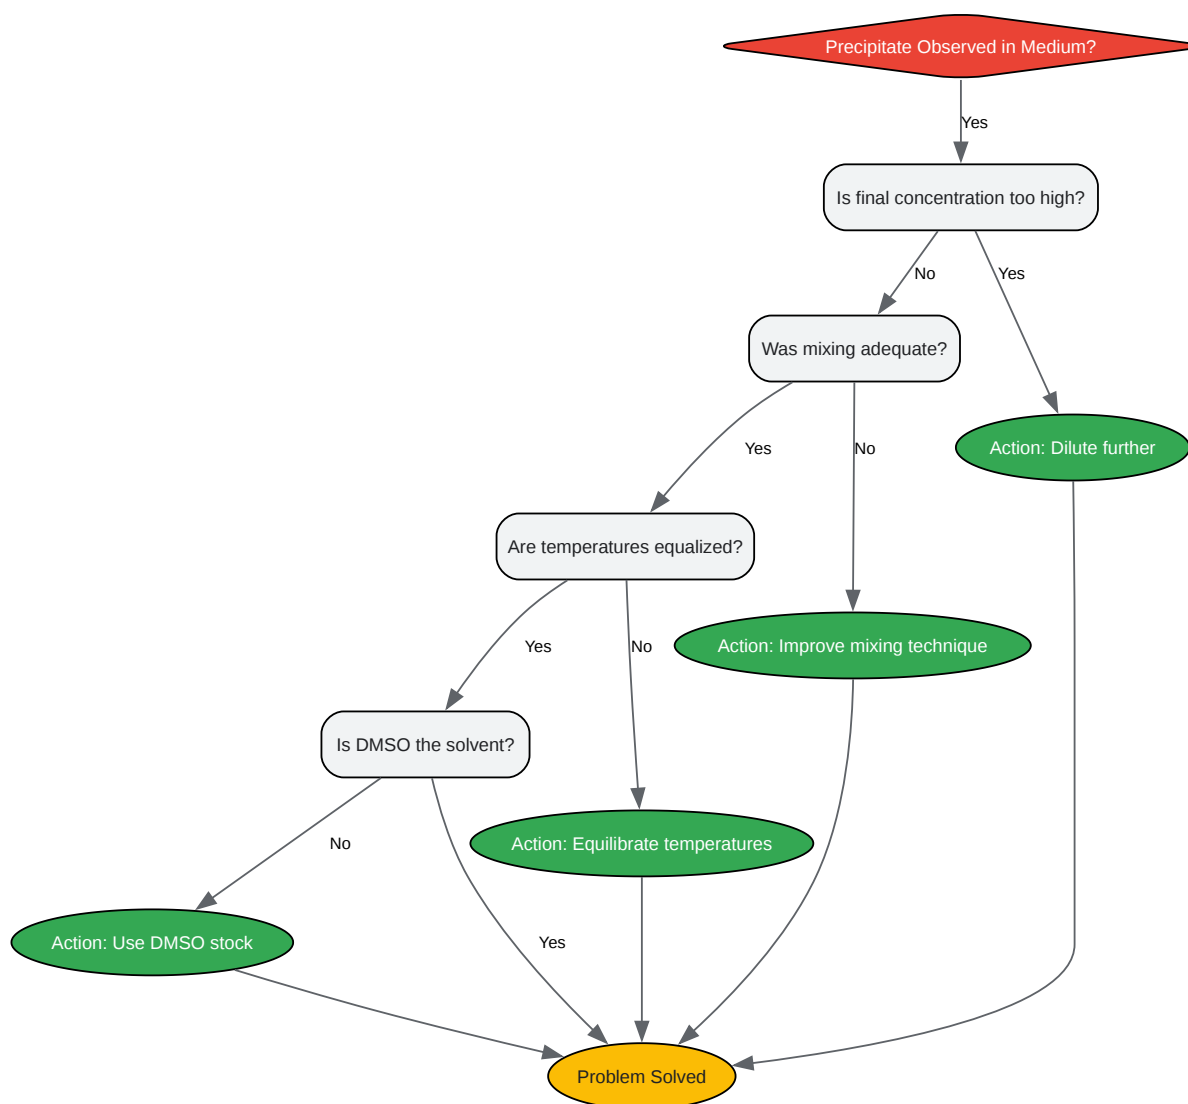 Precipitate Observed in Medium?
Yes
Is final concentration too high?
No
Yes
Was mixing adequate?
Yes
No
Action: Dilute further
Are temperatures equalized?
Yes
No
Action: Improve mixing technique
Is DMSO the solvent?
No
Action: Equilibrate temperatures
Action: Use DMSO stock
Yes
Problem Solved